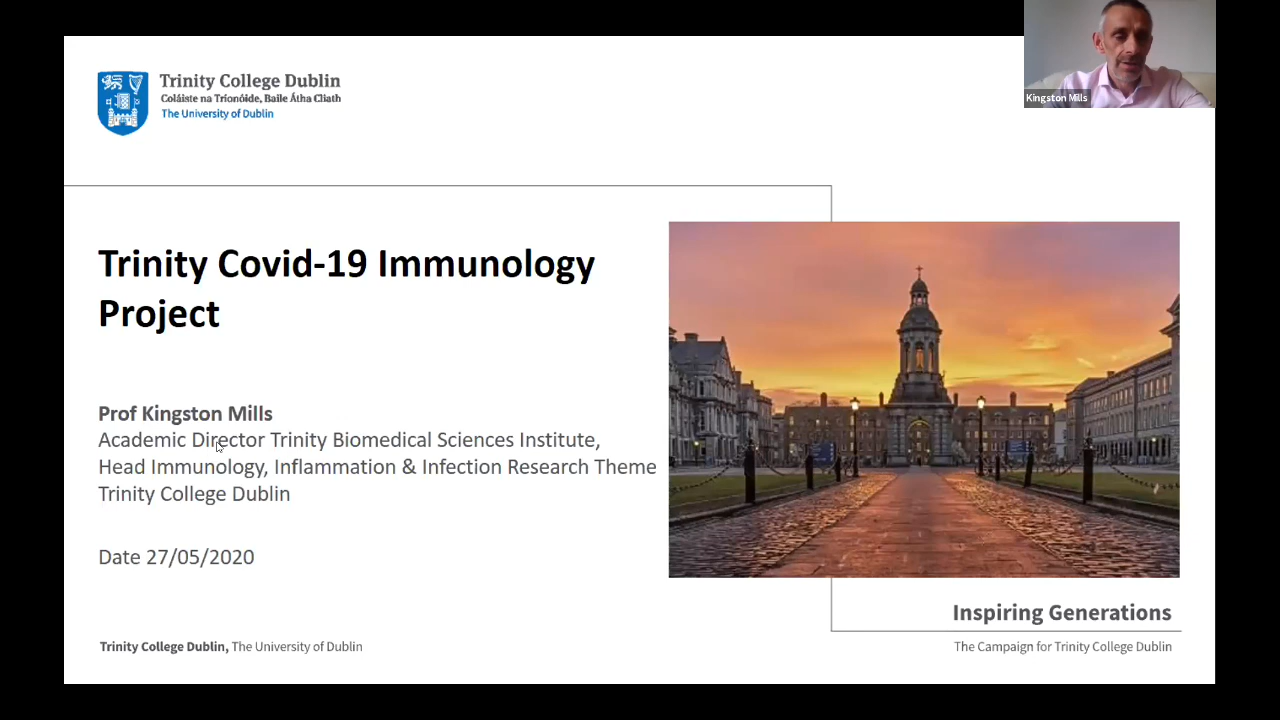 Trinity College Dublin
Coláiste na Tríonóide, Baile Átha Cliath
The University of Dublin
Kingston Mills
Trinity Covid-19 Immunology
Project
Prof Kingston Mills
Academic Director Trinity Biomedical Sciences Institute,
Head Immunology, Inflammation & Infection Research Theme
Trinity College Dublin
Date 27/05/2020
Inspiring Generations
Trinity College Dublin, The University of Dublin
The Campaign for Trinity College Dublin